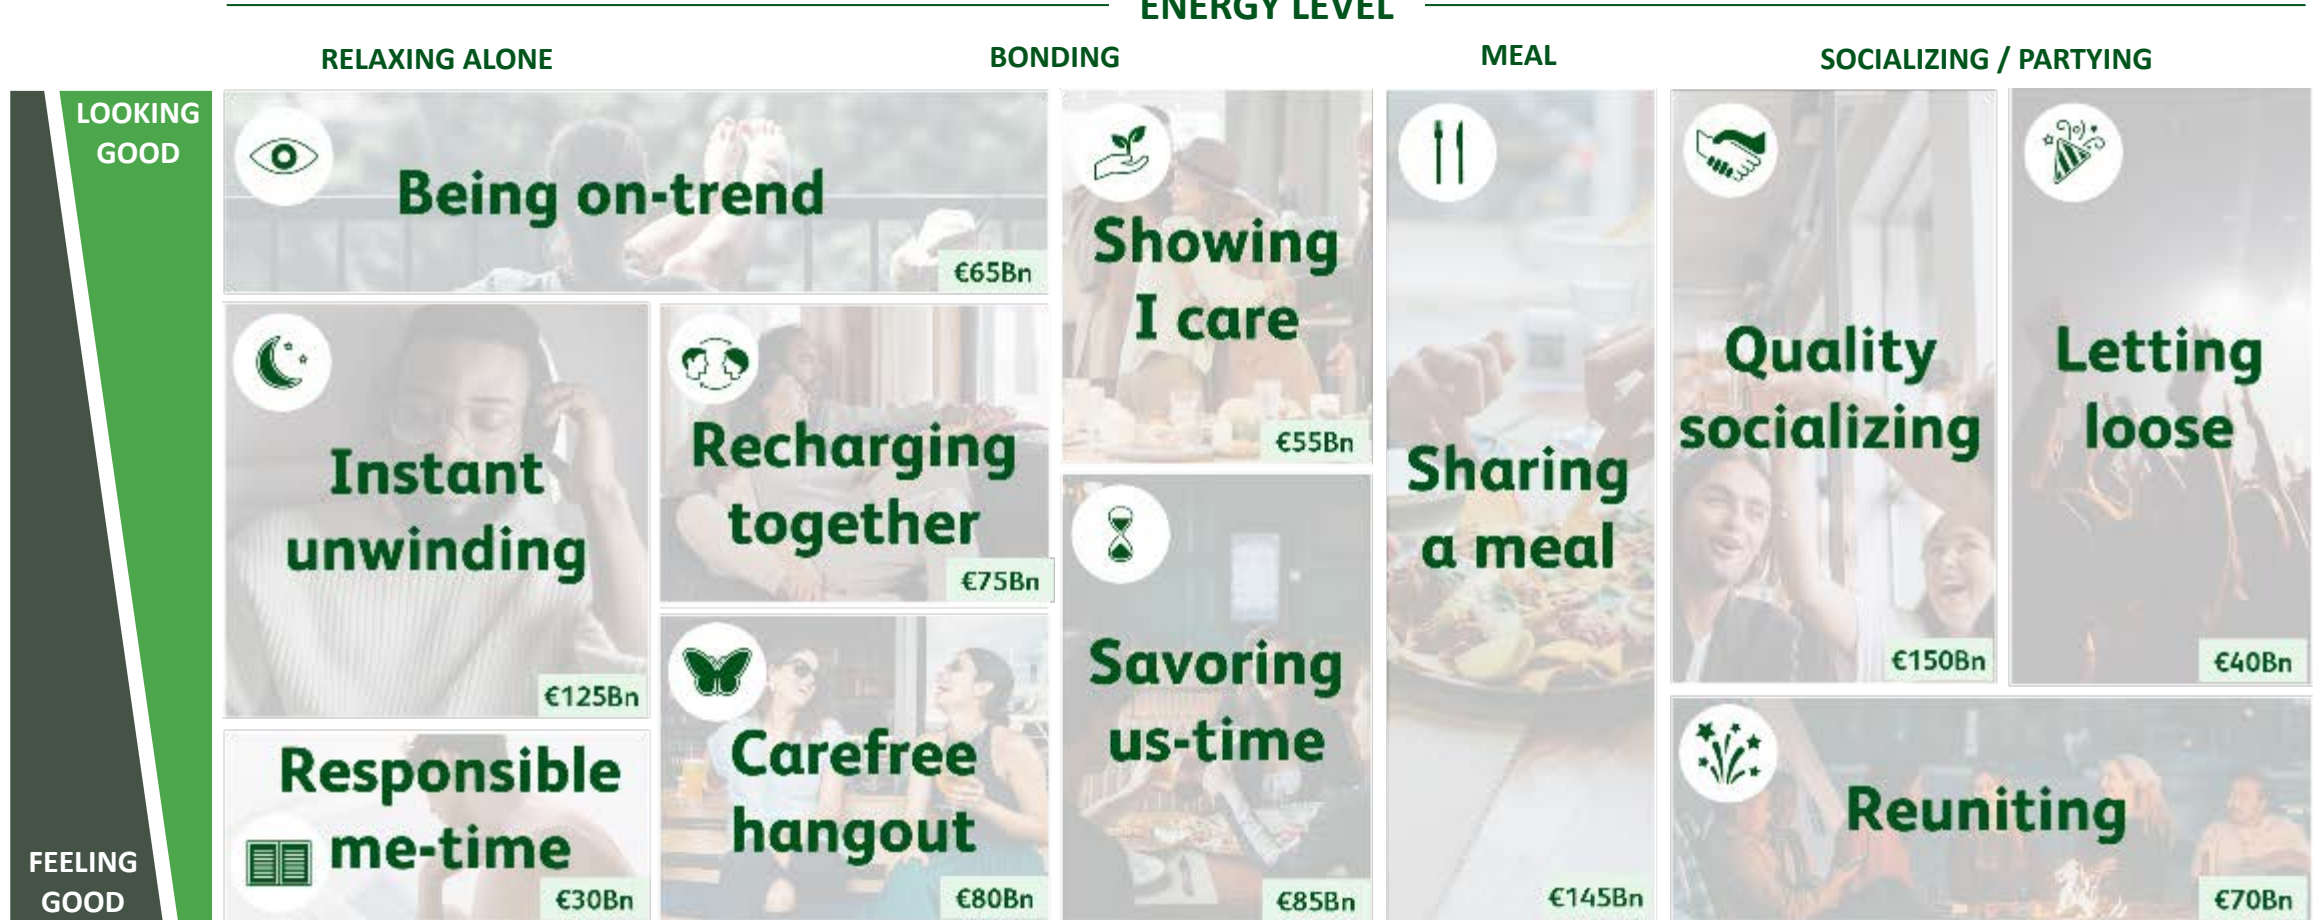 ENERGY LEVEL
RELAXING ALONE
BONDING
MEAL
SOCIALIZING / PARTYING
LOOKING
GOOD
FEELING
GOOD
Being on-trend
€65Bn
Instant
unwinding
€125Bn
Responsible
me-time
€30Bn
Recharging
together
€75Bn
Carefree
hangout
€80Bn
Showing
I care
€55Bn
Savoring
us-time
€85Bn
Sharing
a meal
€145Bn
Quality
socializing
€150Bn
Letting
loose
€40Bn
Reuniting
€70Bn